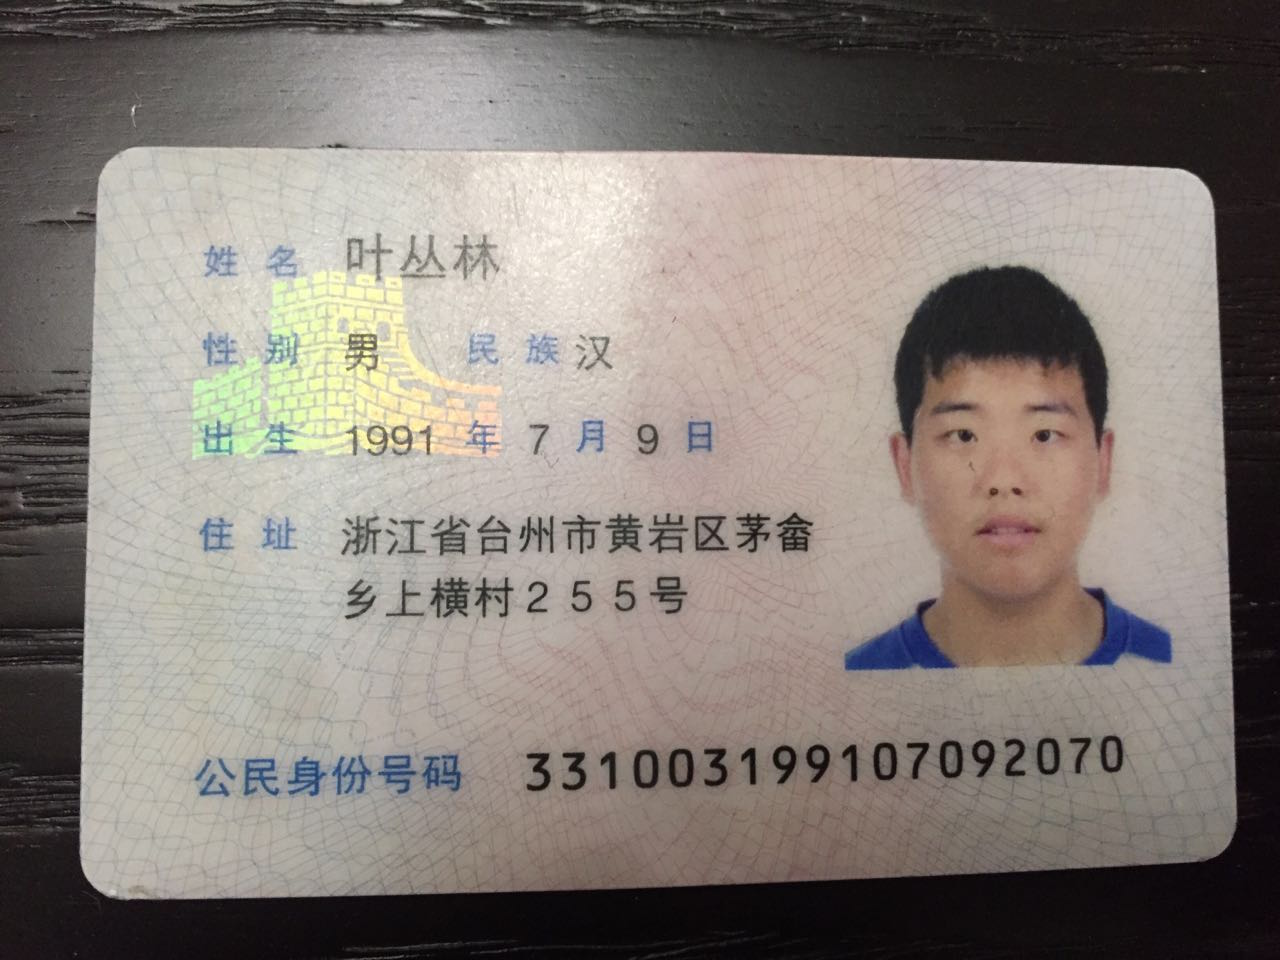 姓名 叶丛林
性别 男 民族 汉
出生 1991 年 7 月 9 日
住址 浙江省台州市黄岩区茅畲
乡上横村255号
公民身份号码 331003199107092070